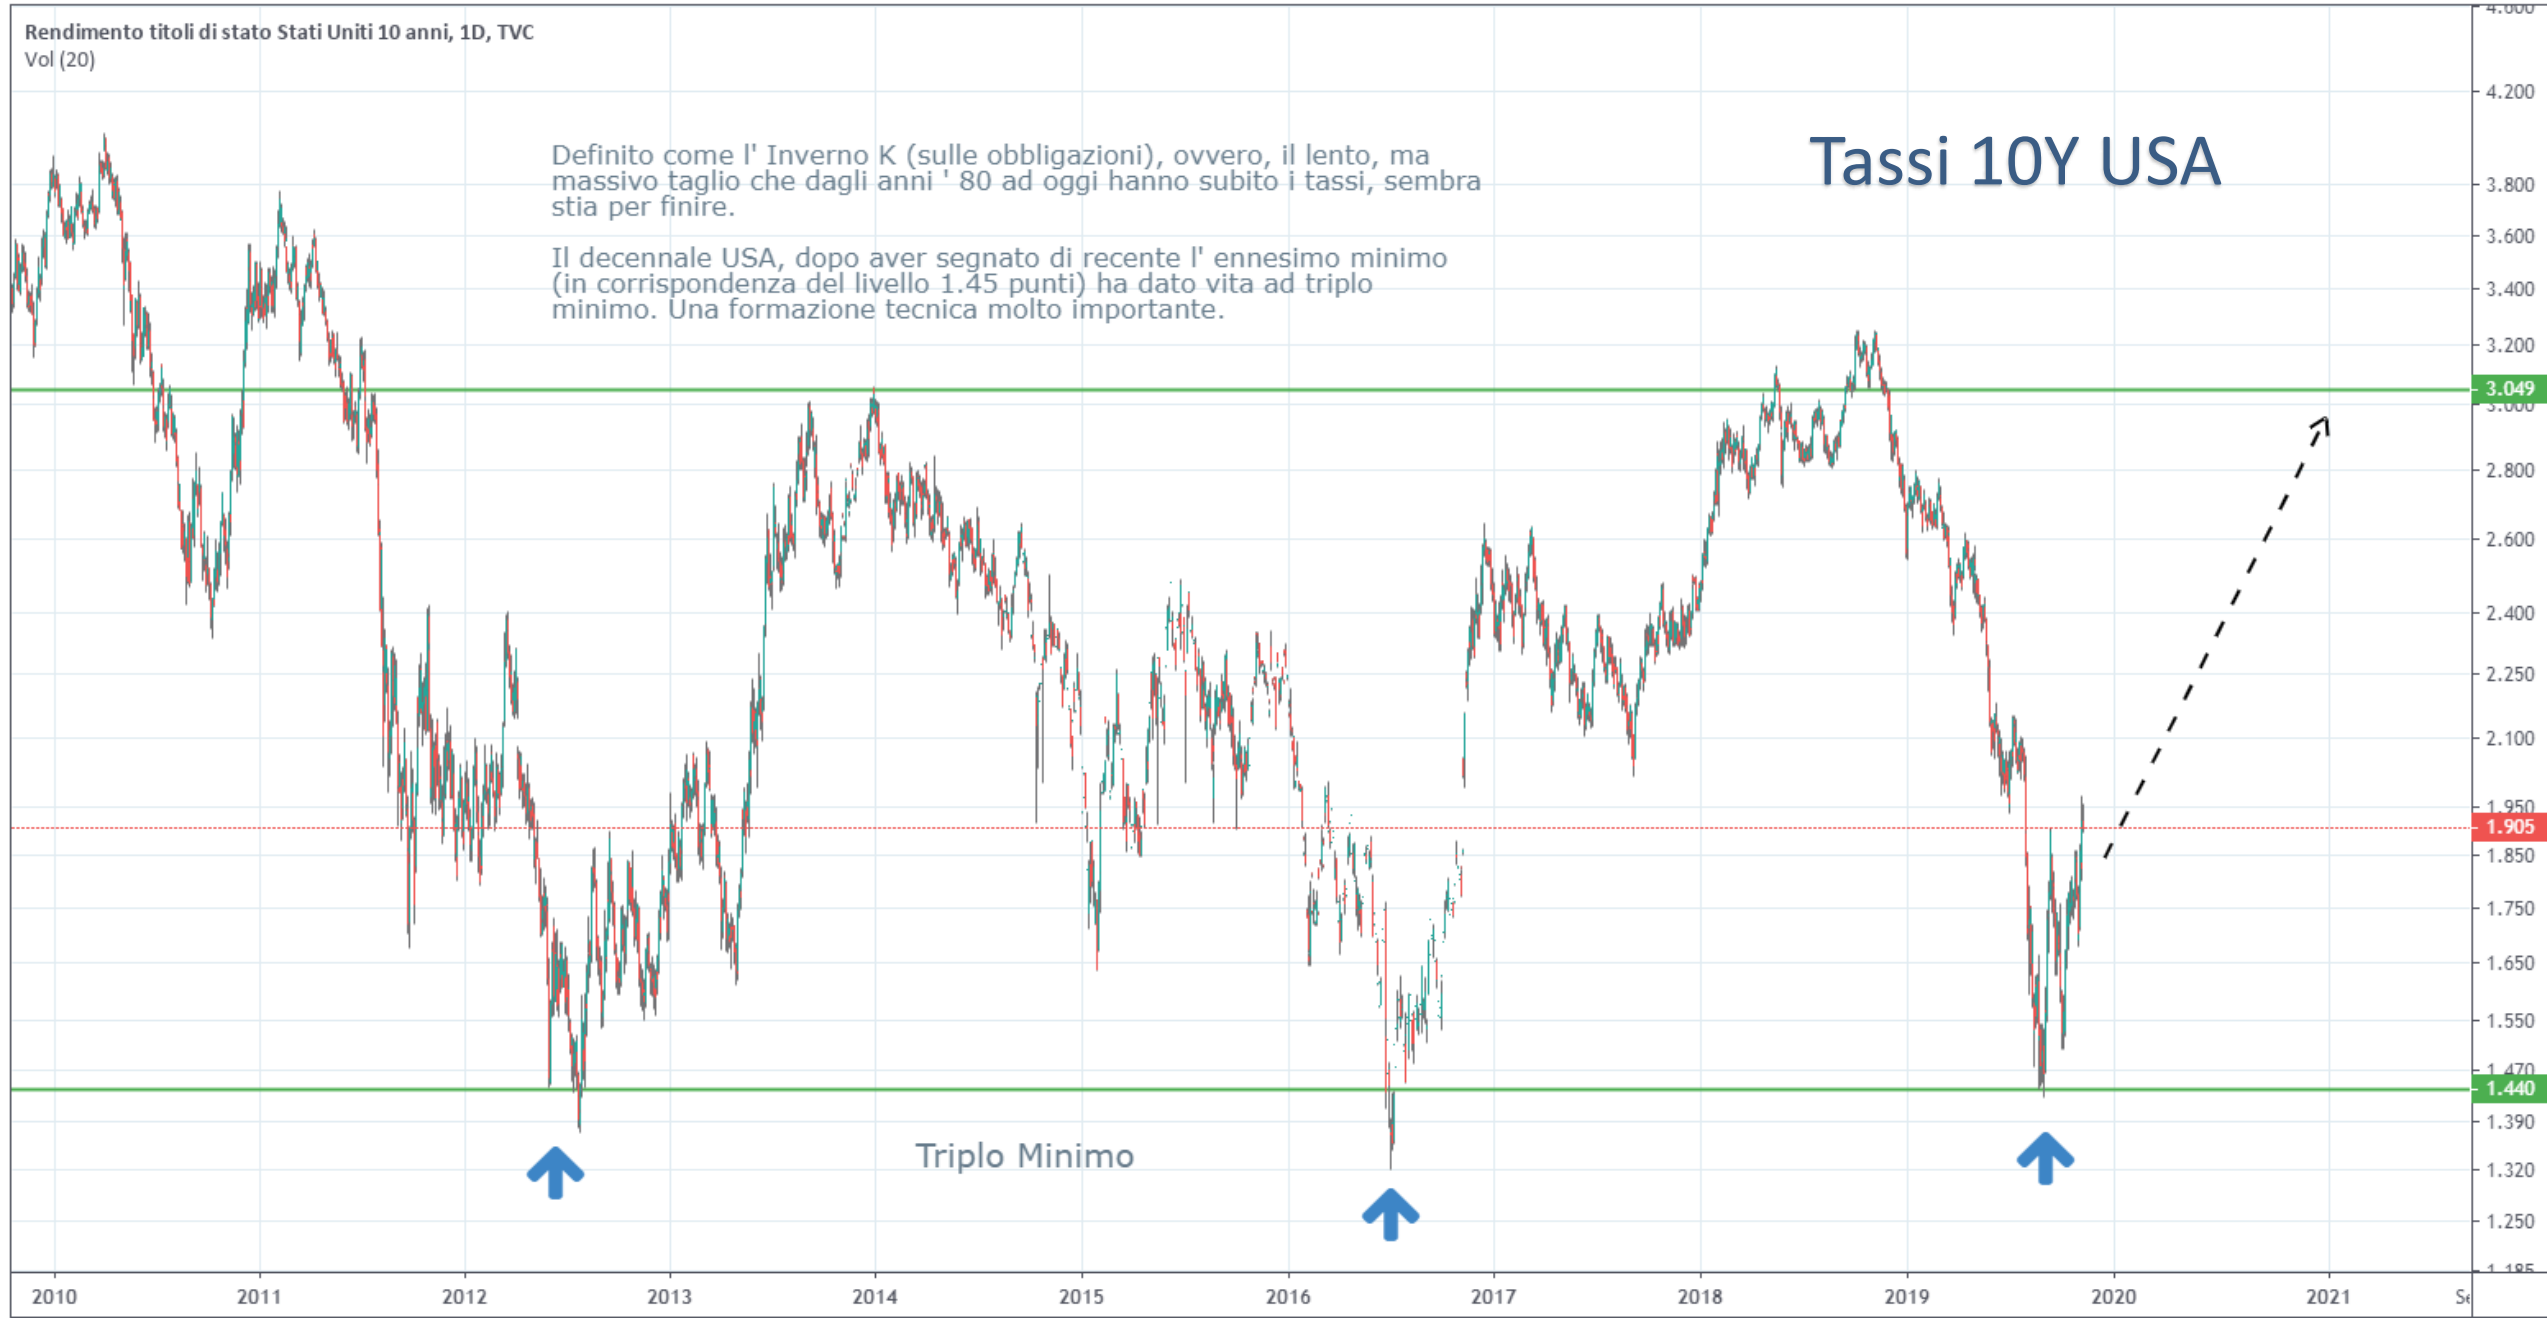 Rendimento titoli di stato Stati Uniti 10 anni, 1D, TVC
Vol (20)
Tassi 10Y USA
Definito come l' Inverno K (sulle obbligazioni), ovvero, il lento, ma
massivo taglio che dagli anni ' 80 ad oggi hanno subito i tassi, sembra
stia per finire.
Il decennale USA, dopo aver segnato di recente l' ennesimo minimo
(in corrispondenza del livello 1.45 punti) ha dato vita ad triplo
minimo. Una formazione tecnica molto importante.
Triplo Minimo
4.600
4.200
3.800
3.600
3.400
3.200
3.049
3.000
2.800
2.600
2.400
2.250
2.100
1.950
1.905
1.850
1.750
1.650
1.550
1.470
1.440
1.390
1.320
1.250
1.185
2010 2011 2012 2013 2014 2015 2016 2017 2018 2019 2020 2021